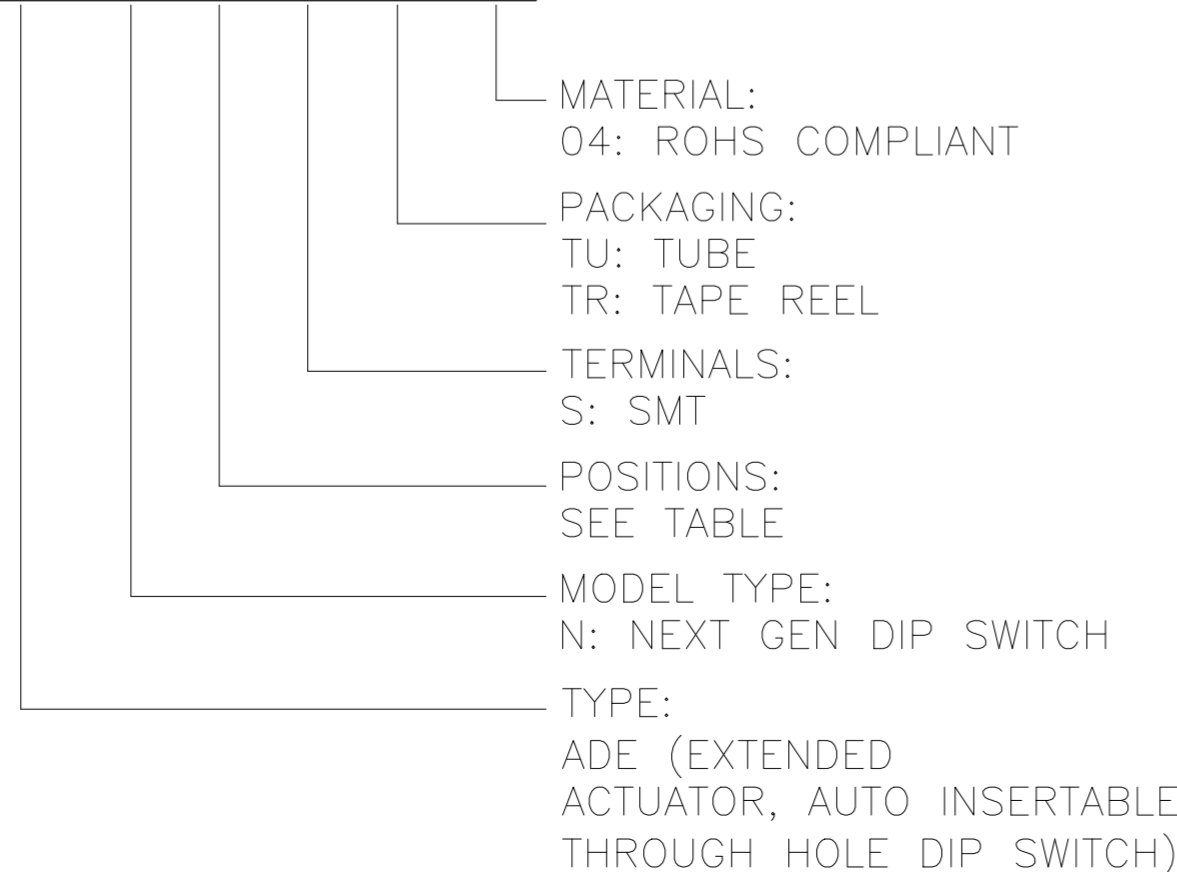 MATERIAL:
04: ROHS COMPLIANT
PACKAGING:
TU: TUBE
TR: TAPE REEL
TERMINALS:
S: SMT
POSITIONS:
SEE TABLE
MODEL TYPE:
N: NEXT GEN DIP SWITCH
TYPE:
ADE (EXTENDED
ACTUATOR, AUTO INSERTABLE
THROUGH HOLE DIP SWITCH)